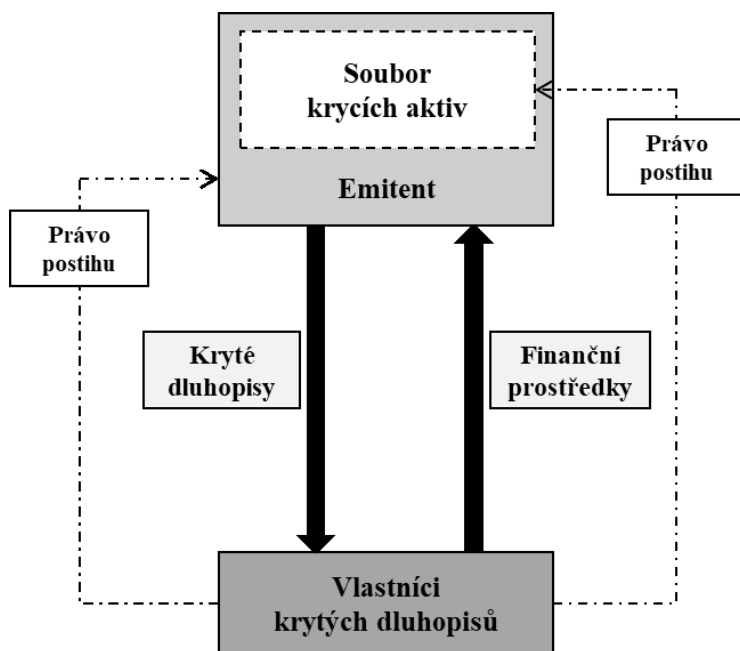 Soubor
krycích aktiv
Emitent
Právo
postihu
Právo
postihu
Kryté
dluhopisy
Finanční
prostředky
Vlastníci
krytých dluhopisů